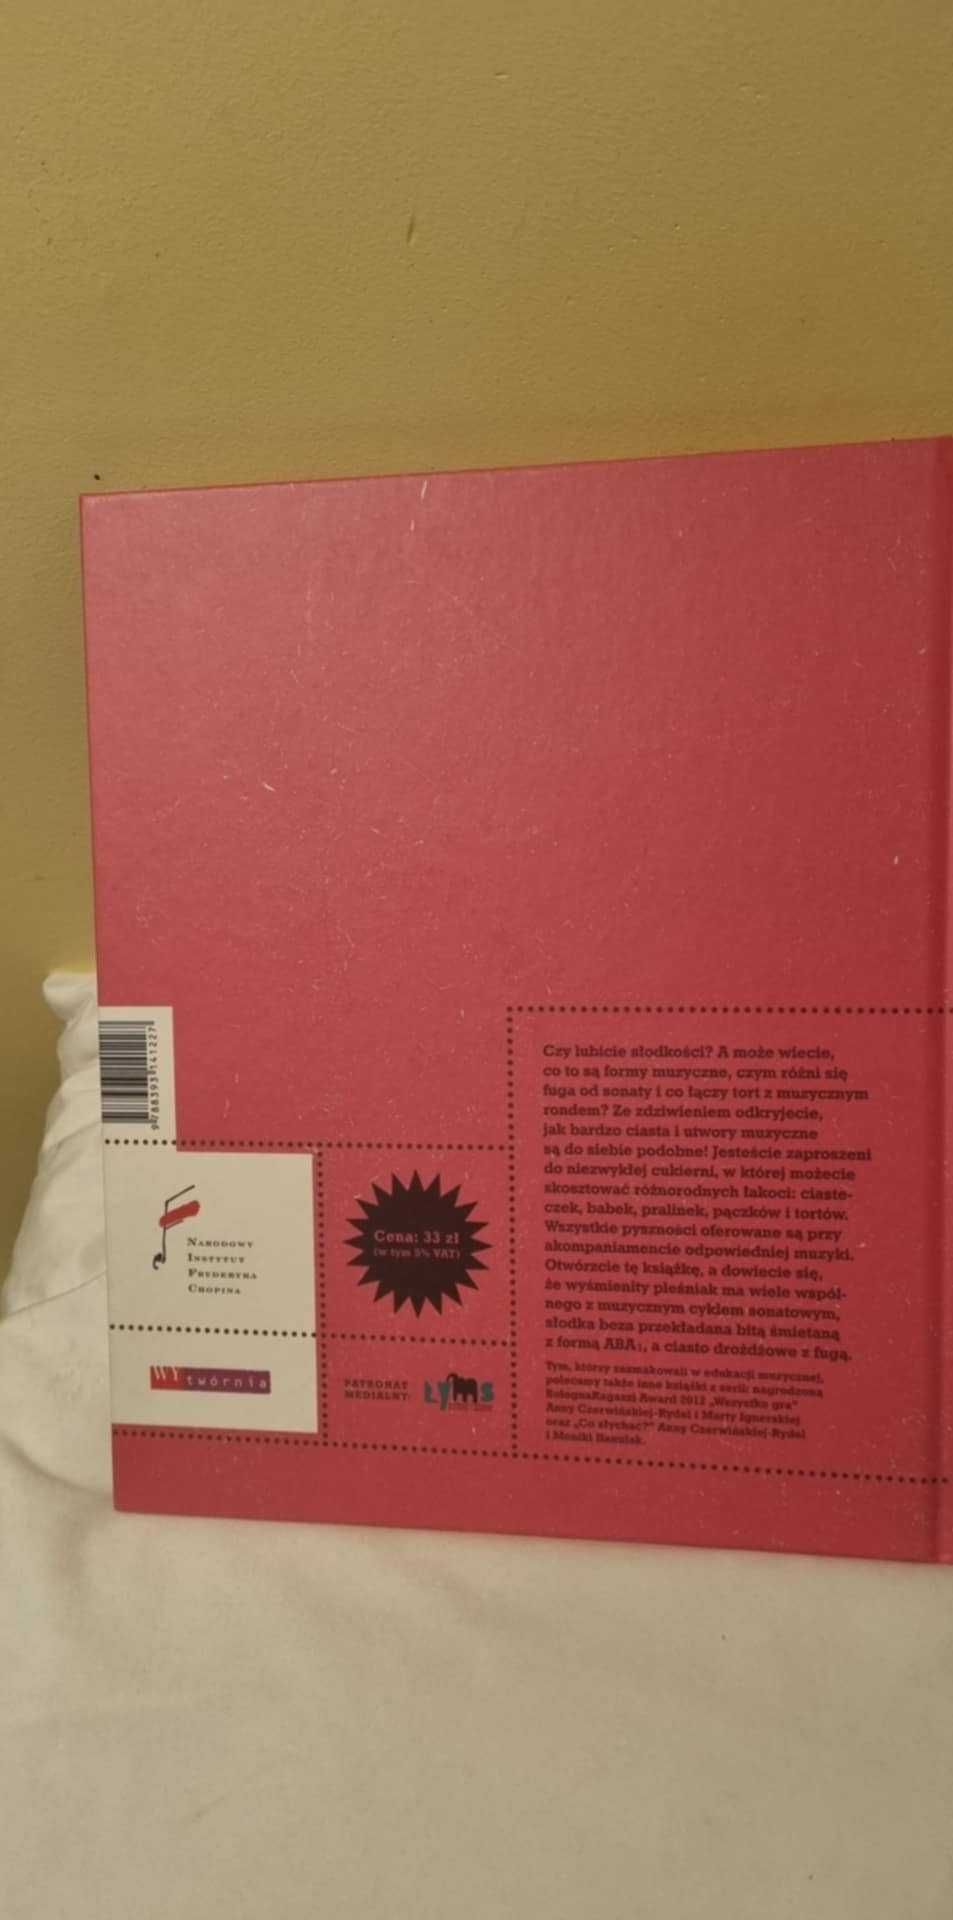 Czy lubicie słodkości? A może wiecie,
co to są formy muzyczne, czym różni się
fuga od sonaty i co łączy tort z muzycznym
rondem? Ze zdziwieniem odkryjecie,
jak bardzo ciasta i utwory muzyczne
są do siebie podobne! Jesteście zaproszeni
do niezwykłej cukierni, w której możecie
skosztować różnorodnych łakoci: ciaste-
czek, babek, pralinek, pączków i tortów.
Wszystkie pyszności oferowane są przy
akompaniamencie odpowiedniej muzyki.
Otwórzcie tę książkę, a dowiecie się,
że wyśmienity pleśniak ma wiele wspól-
nego z muzycznym cyklem sonatowym,
słodka beza przekładana bitą śmietaną
z formą ABA₁, a ciasto drożdżowe z fugą.
Tym, którzy zasmakowali w edukacji muzycznej,
polecamy także inne książki z serii: nagrodzoną
BolognaRagazzi Award 2012 „Wszystko gra"
Anny Czerwińskiej-Rydel i Marty Ignerskiej
oraz „Co słychać?" Anny Czerwińskiej-Rydel
i Moniki Hanulak.
9 788393 141227
Narodowy
Instytut
Fryderyka
Chopina
Cena: 33 zł
(w tym 5% VAT)
WY
twórnia
PATRONAT
MEDIALNY:
Ryms